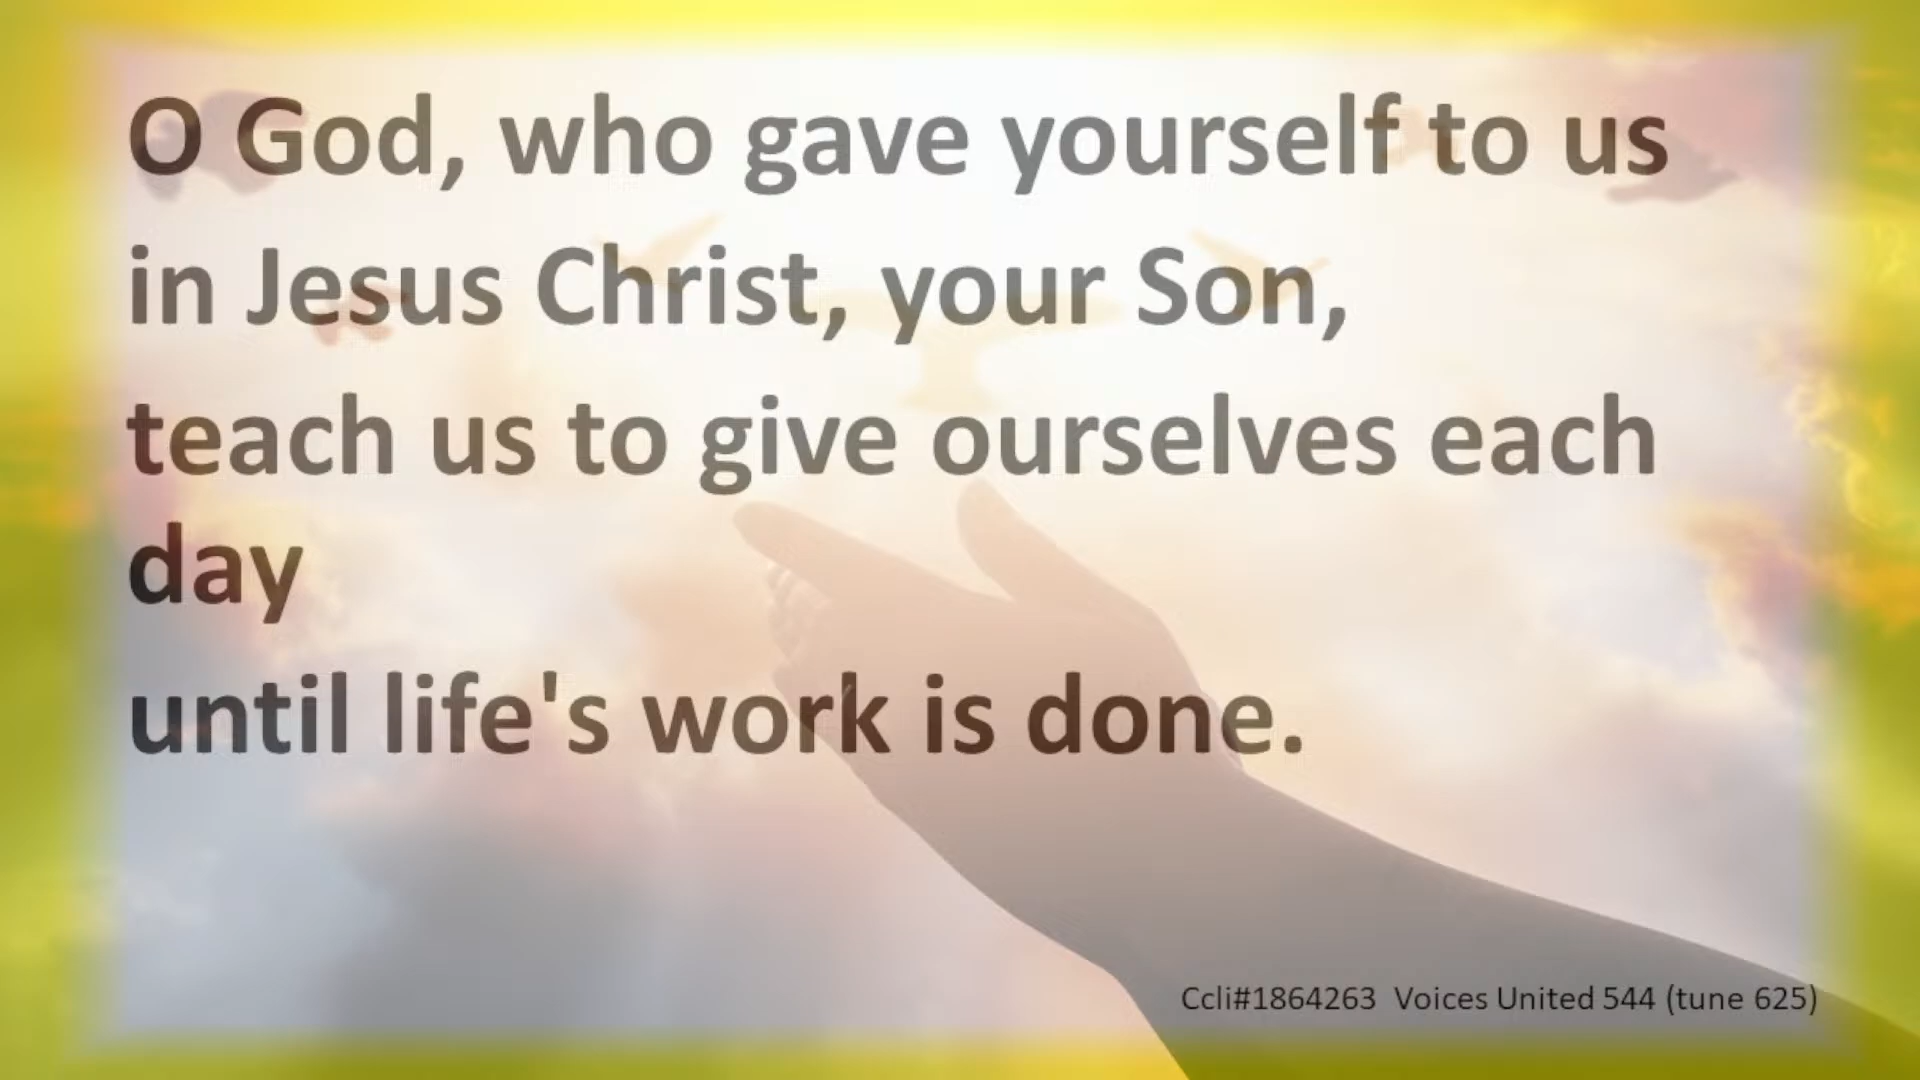 O God, who gave yourself to us
in Jesus Christ, your Son,
teach us to give ourselves each
day
until life's work is done.
Ccli#1864263 Voices United 544 (tune 625)